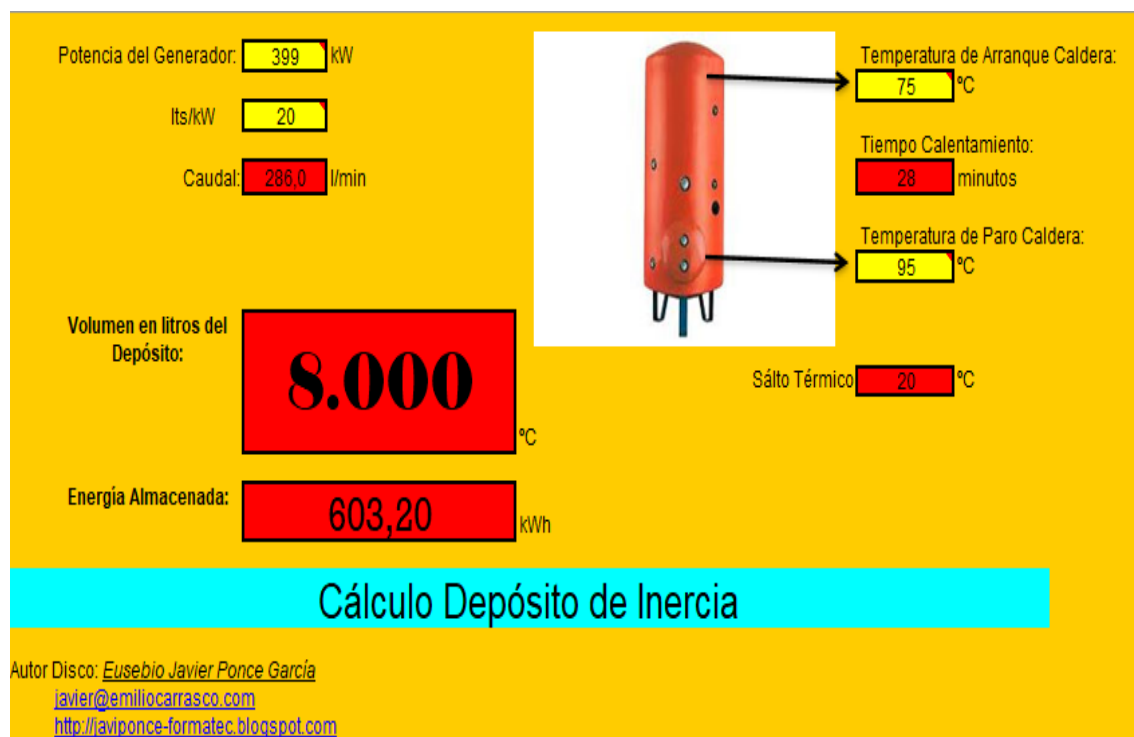 Potencia del Generador: 399 kW
lts/kW 20
Caudal: 286,0 l/min
Temperatura de Arranque Caldera:
75 ºC
Tiempo Calentamiento:
28 minutos
Temperatura de Paro Caldera:
95 ºC
Volumen en litros del
Depósito:
8.000 ºC
Sálto Térmico 20 ºC
Energía Almacenada: 603,20 kWh
Cálculo Depósito de Inercia
Autor Disco: Eusebio Javier Ponce García
javier@emiliocarrasco.com
http://javiponce-formatec.blogspot.com